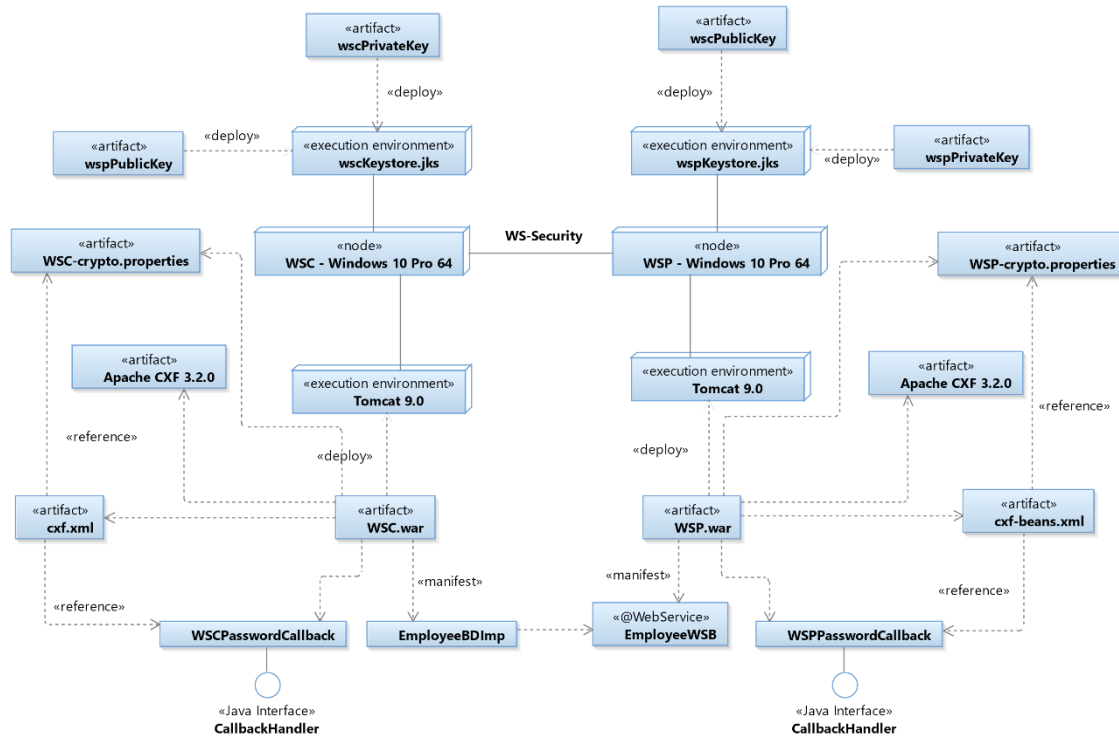 «artifact»
wscPrivateKey
«artifact»
wscPublicKey
«deploy»
«deploy»
«artifact»
wspPublicKey
«deploy»
«execution environment»
wscKeystore.jks
«execution environment»
wspKeystore.jks
«deploy»
«artifact»
wspPrivateKey
«artifact»
WSC-crypto.properties
«node»
WSC - Windows 10 Pro 64
WS-Security
«node»
WSP - Windows 10 Pro 64
«artifact»
WSP-crypto.properties
«artifact»
Apache CXF 3.2.0
«execution environment»
Tomcat 9.0
«execution environment»
Tomcat 9.0
«artifact»
Apache CXF 3.2.0
«reference»
«deploy»
«deploy»
«reference»
«artifact»
cxf.xml
«artifact»
WSC.war
«artifact»
WSP.war
«artifact»
cxf-beans.xml
«reference»
«manifest»
«manifest»
«reference»
WSCPasswordCallback
EmployeeBDImp
«@WebService»
EmployeeWSB
WSPPasswordCallback
«Java Interface»
CallbackHandler
«Java Interface»
CallbackHandler